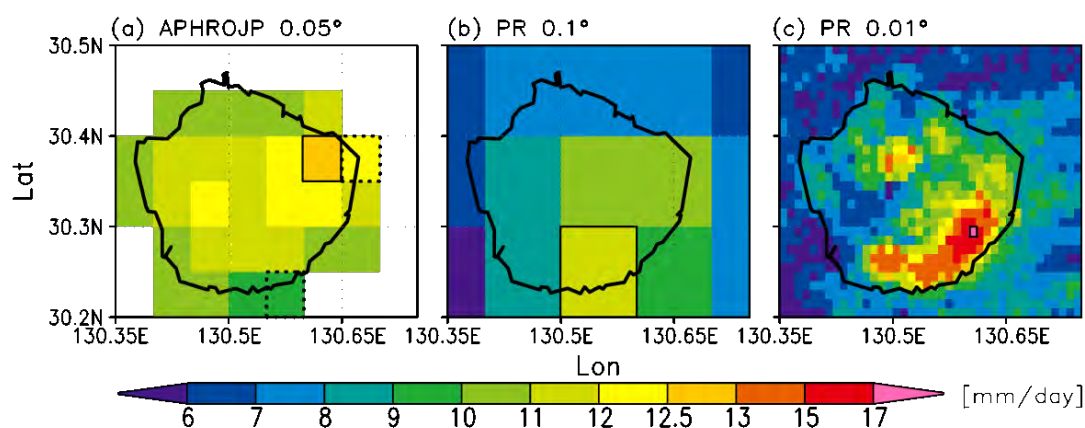 (a) APHROJP 0.05° (b) PR 0.1° (c) PR 0.01°
30.5N
30.4N
30.3N
30.2N
Lat
130.35E 130.5E 130.65E 130.35E 130.5E 130.65E 130.35E 130.5E 130.65E
Lon
6 7 8 9 10 11 12 12.5 13 15 17 [mm/day]